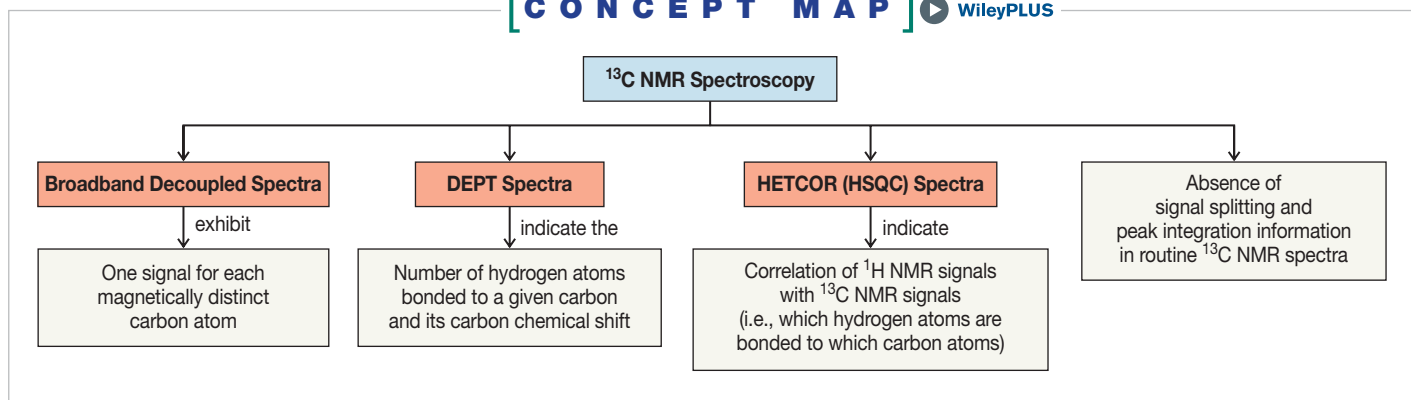 [CONCEPT MAP] WileyPLUS
¹³C NMR Spectroscopy
Broadband Decoupled Spectra
exhibit
One signal for each
magnetically distinct
carbon atom
DEPT Spectra
indicate the
Number of hydrogen atoms
bonded to a given carbon
and its carbon chemical shift
HETCOR (HSQC) Spectra
indicate
Correlation of ¹H NMR signals
with ¹³C NMR signals
(i.e., which hydrogen atoms are
bonded to which carbon atoms)
Absence of
signal splitting and
peak integration information
in routine ¹³C NMR spectra